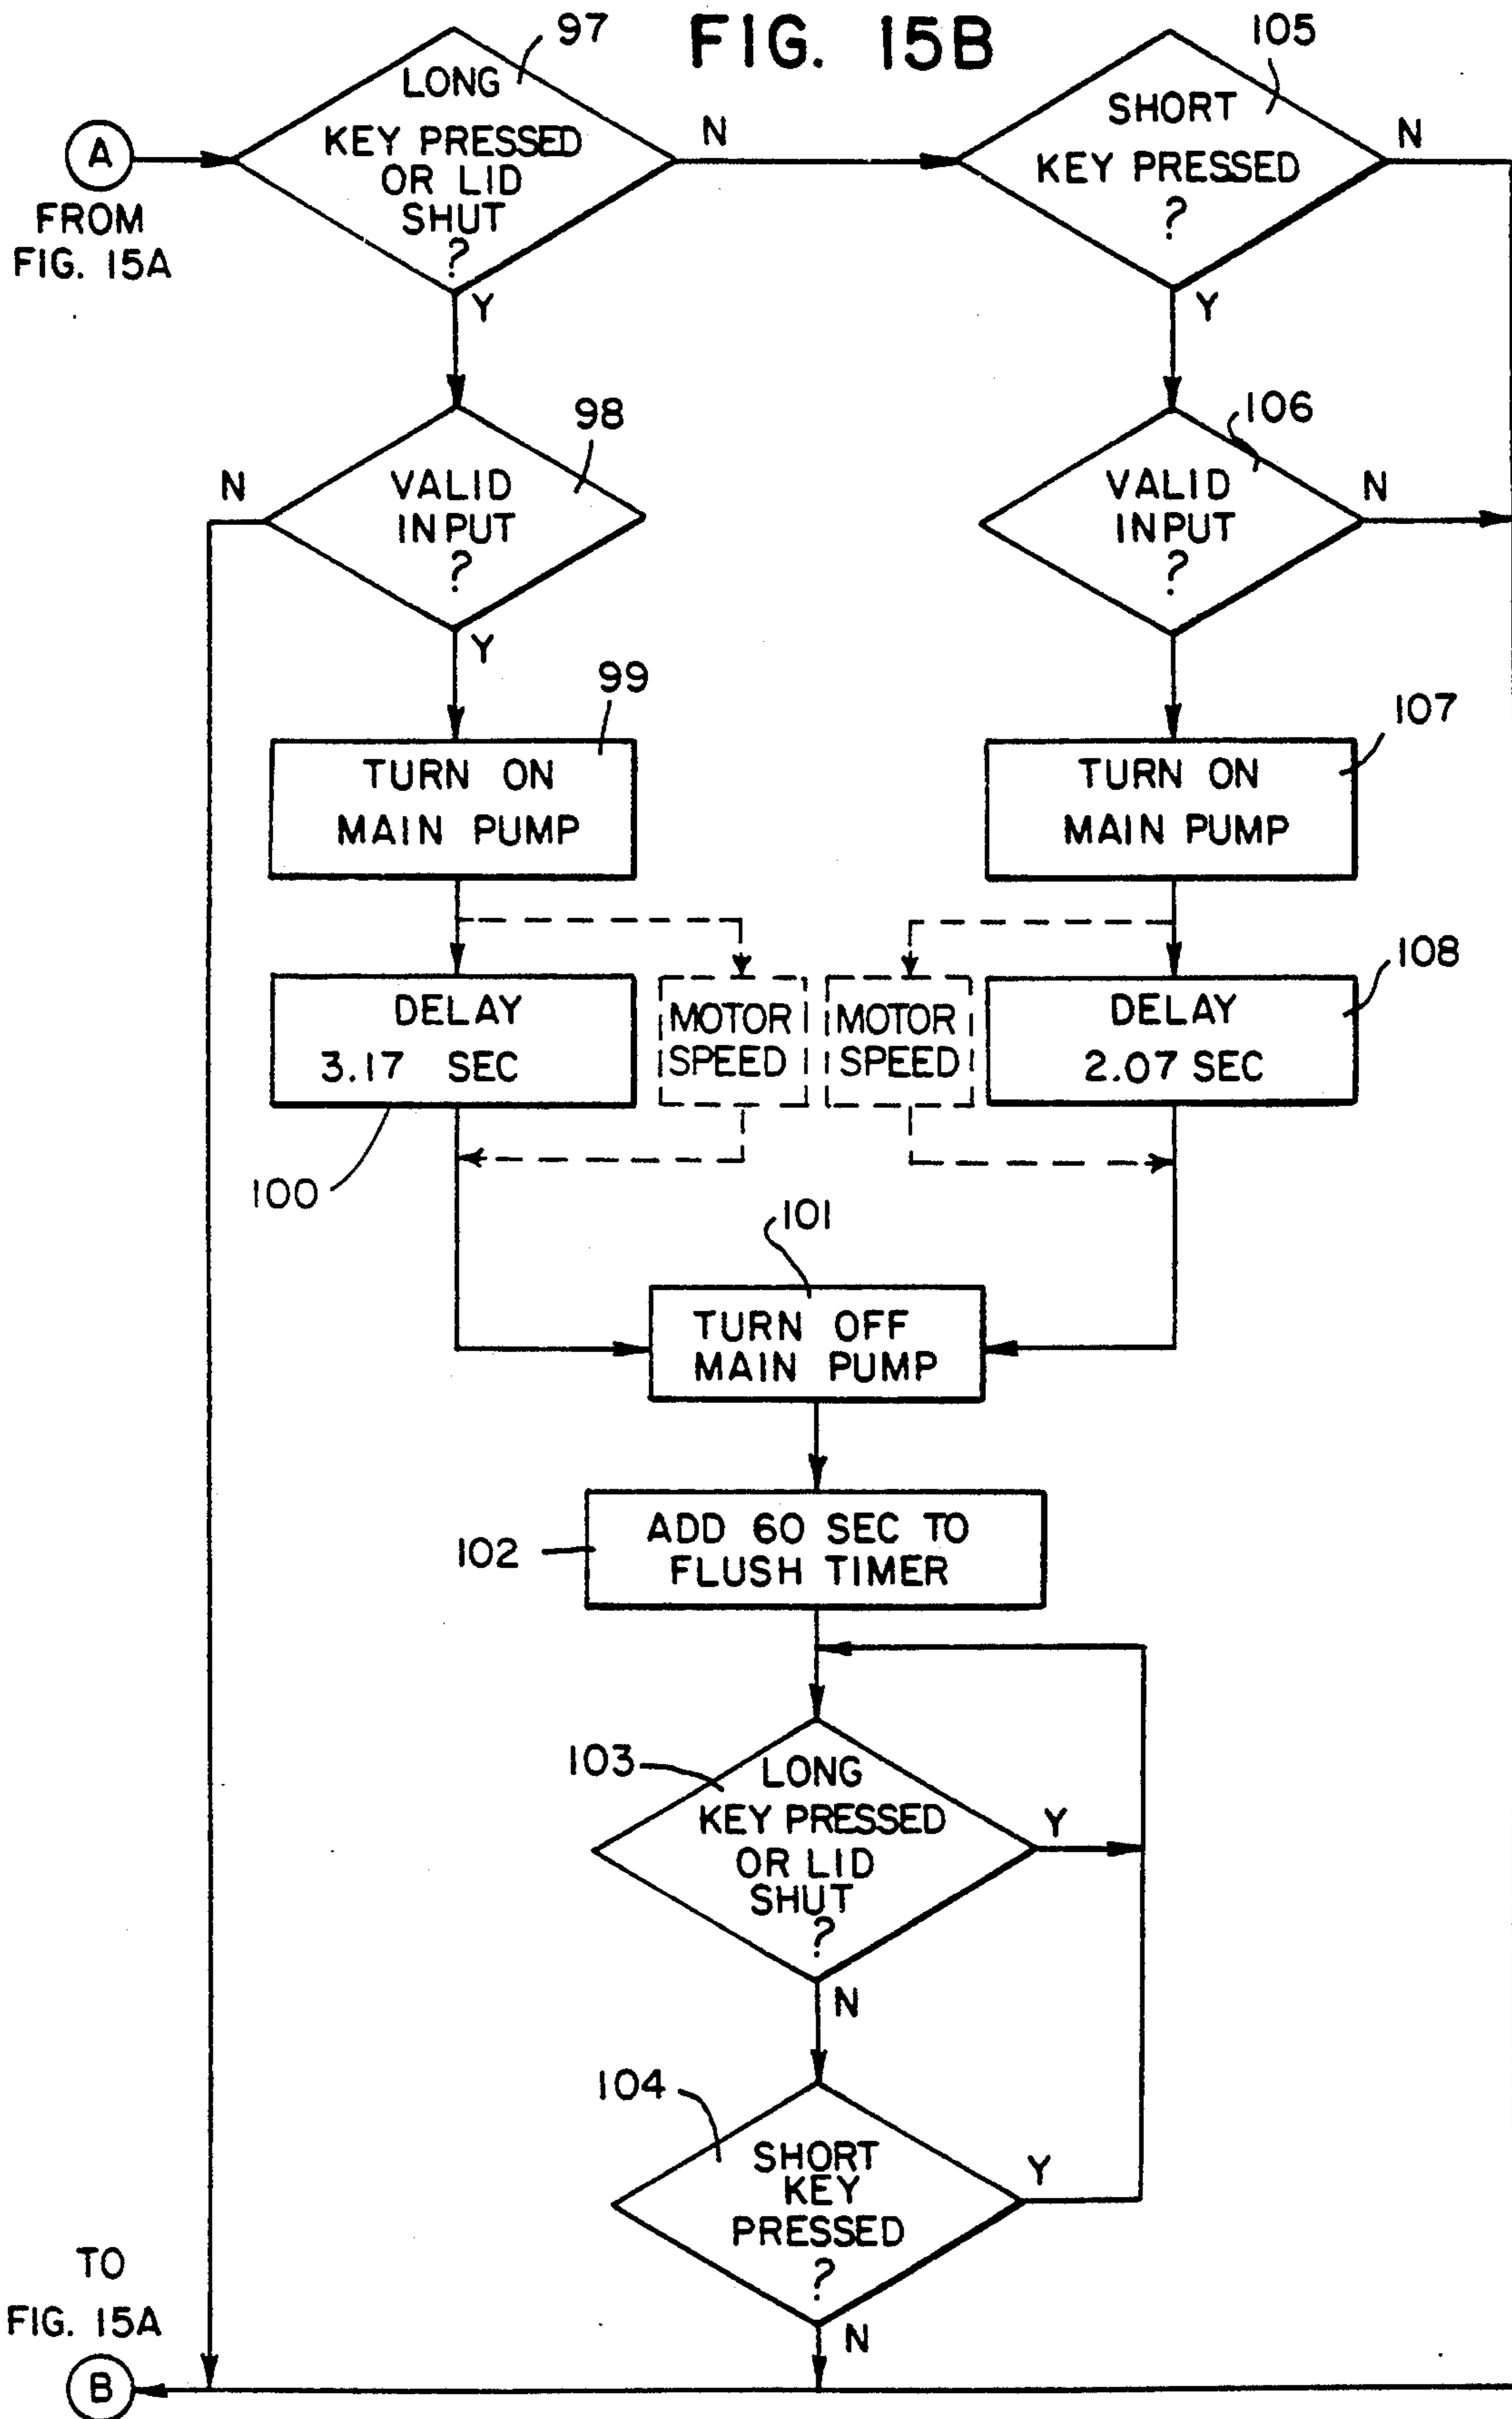 FIG. 15B
97
LONG
KEY PRESSED
OR LID
SHUT
?
A
FROM
FIG. 15A
N
Y
105
SHORT
KEY PRESSED
?
N
Y
98
VALID
INPUT
?
N
Y
106
VALID
INPUT
?
N
99
TURN ON
MAIN PUMP
107
TURN ON
MAIN PUMP
DELAY
3.17 SEC
100
MOTOR
SPEED
MOTOR
SPEED
108
DELAY
2.07 SEC
101
TURN OFF
MAIN PUMP
102
ADD 60 SEC TO
FLUSH TIMER
103
LONG
KEY PRESSED
OR LID
SHUT
?
Y
N
104
SHORT
KEY
PRESSED
?
Y
N
TO
FIG. 15A
B